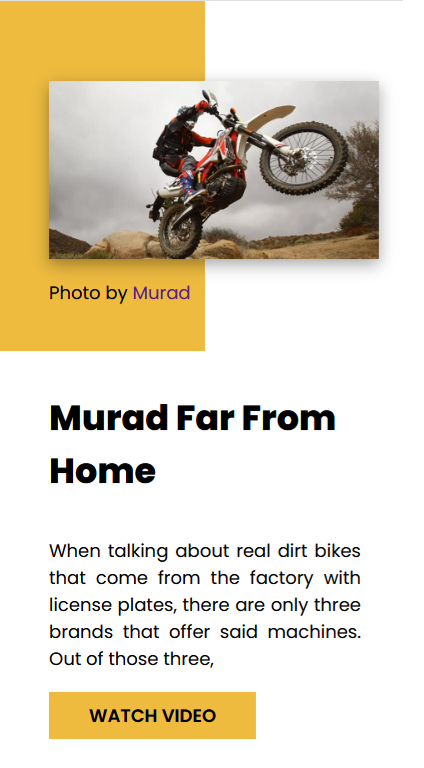 Photo by Murad
Murad Far From
Home
When talking about real dirt bikes
that come from the factory with
license plates, there are only three
brands that offer said machines.
Out of those three,
WATCH VIDEO